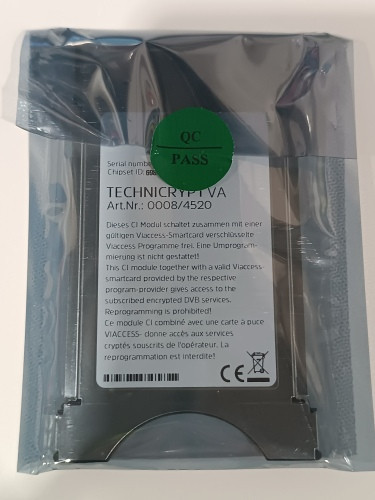 QC
PASS
Serial number
Chipset ID:
TECHNICRYPT VA
Art.Nr.: 0008/4520
Dieses CI Modul schaltet zusammen mit einer
gültigen Viaccess-Smartcard verschlüsselte
Viaccess Programme frei. Eine Umprogram-
mierung ist nicht gestattet!
This CI module together with a valid Viaccess-
smartcard provided by the respective
program-provider gives access to the
subscribed encrypted DVB services.
Reprogramming is prohibited!
Ce module CI combiné avec une carte à puce
VIACCESS- donne accès aux services
cryptés souscrits de l'opérateur. La
reprogrammation est interdite!
CE